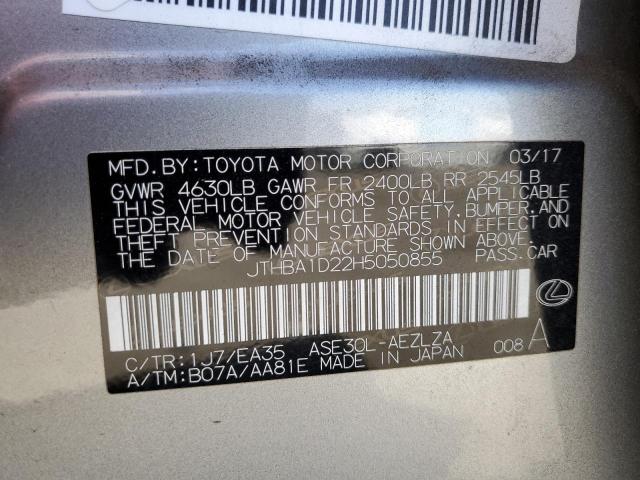 MFD. BY: TOYOTA MOTOR CORPORATION 03/17
GVWR 4630LB GAWR FR 2400LB RR 2545LB
THIS VEHICLE CONFORMS TO ALL APPLICABLE
FEDERAL MOTOR VEHICLE SAFETY, BUMPER, AND
THEFT PREVENTION STANDARDS IN EFFECT ON
THE DATE OF MANUFACTURE SHOWN ABOVE.
JTHBA1D22H5050855 PASS. CAR
C/TR: 1J7/EA35 ASE30L-AEZLZA
A/TM: B07A/AA81E MADE IN JAPAN 008 A